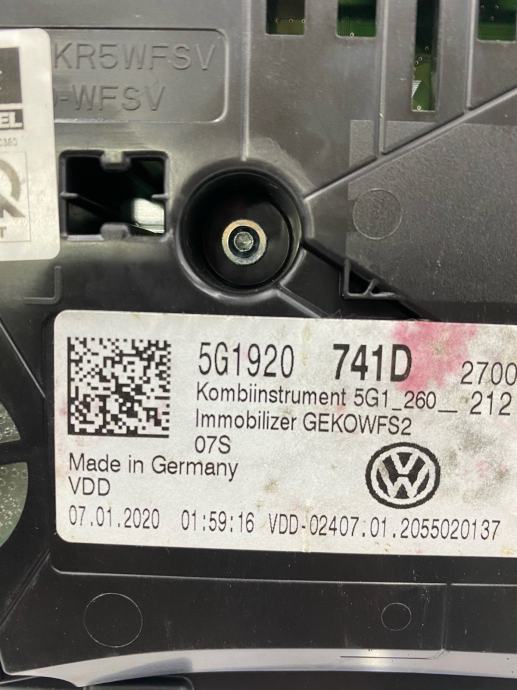 KR5WFSV
-WFSV
5G1920 741D 2700
Kombiinstrument 5G1_260__ 212
Immobilizer GEKOWFS2
07S
Made in Germany
VDD
07.01.2020 01:59:16 VDD-02407.01.2055020137